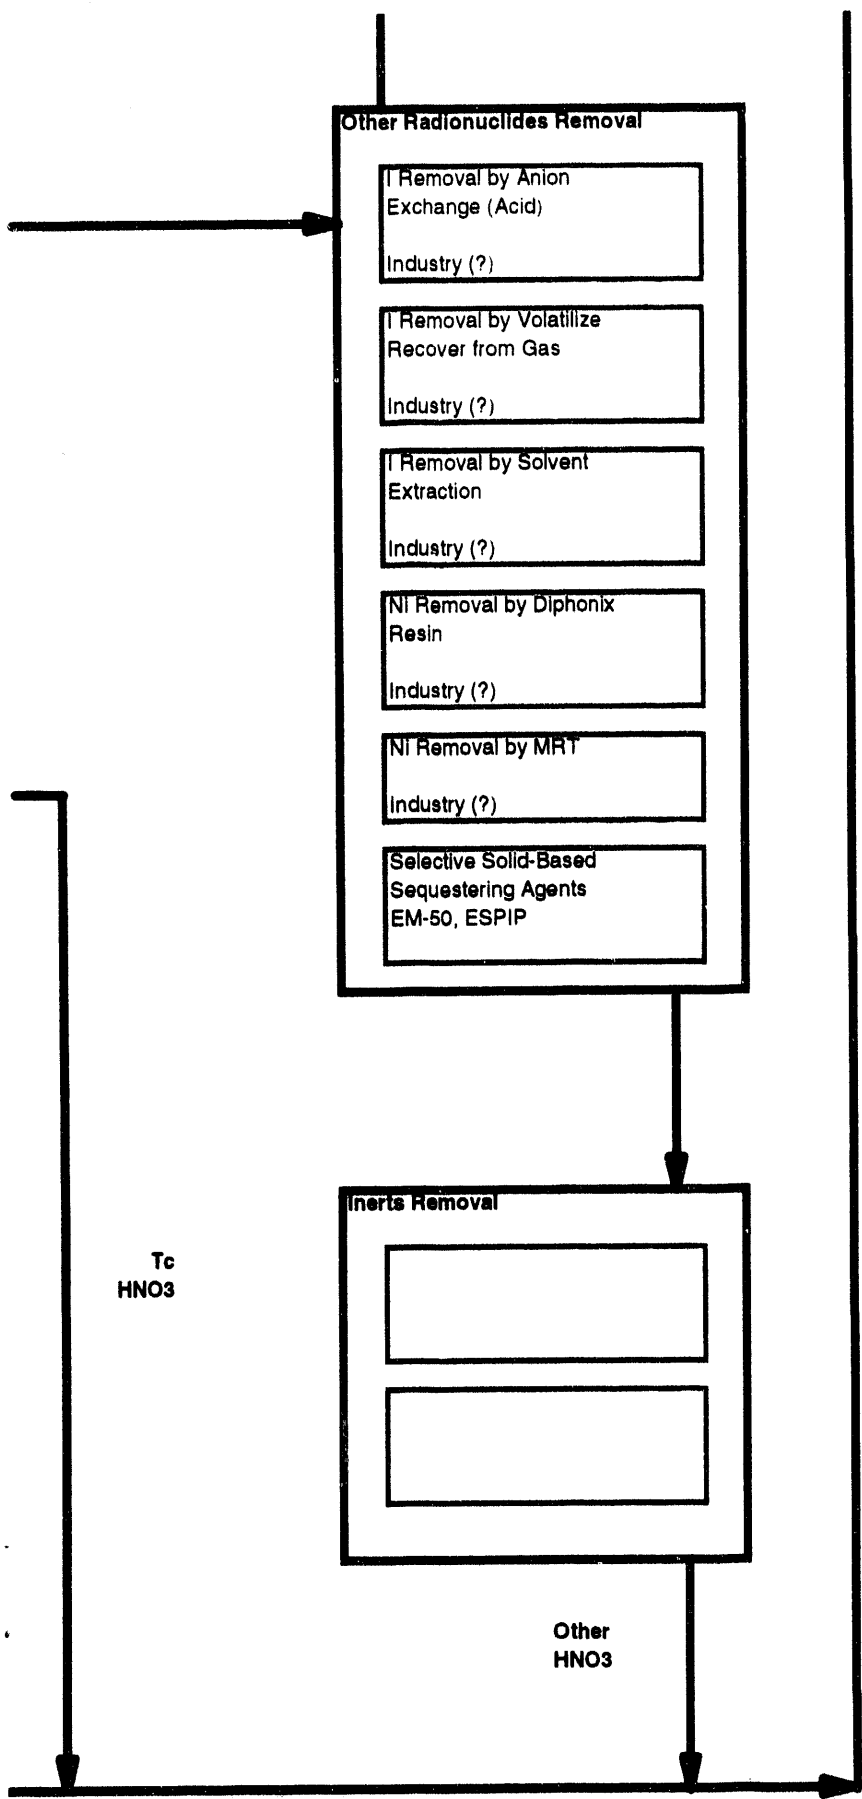 Other Radionuclides Removal
I Removal by Anion
Exchange (Acid)
Industry (?)
I Removal by Volatilize
Recover from Gas
Industry (?)
I Removal by Solvent
Extraction
Industry (?)
Ni Removal by Diphonix
Resin
Industry (?)
Ni Removal by MRT
Industry (?)
Selective Solid-Based
Sequestering Agents
EM-50, ESPIP
Inerts Removal
Tc
HNO3
Other
HNO3